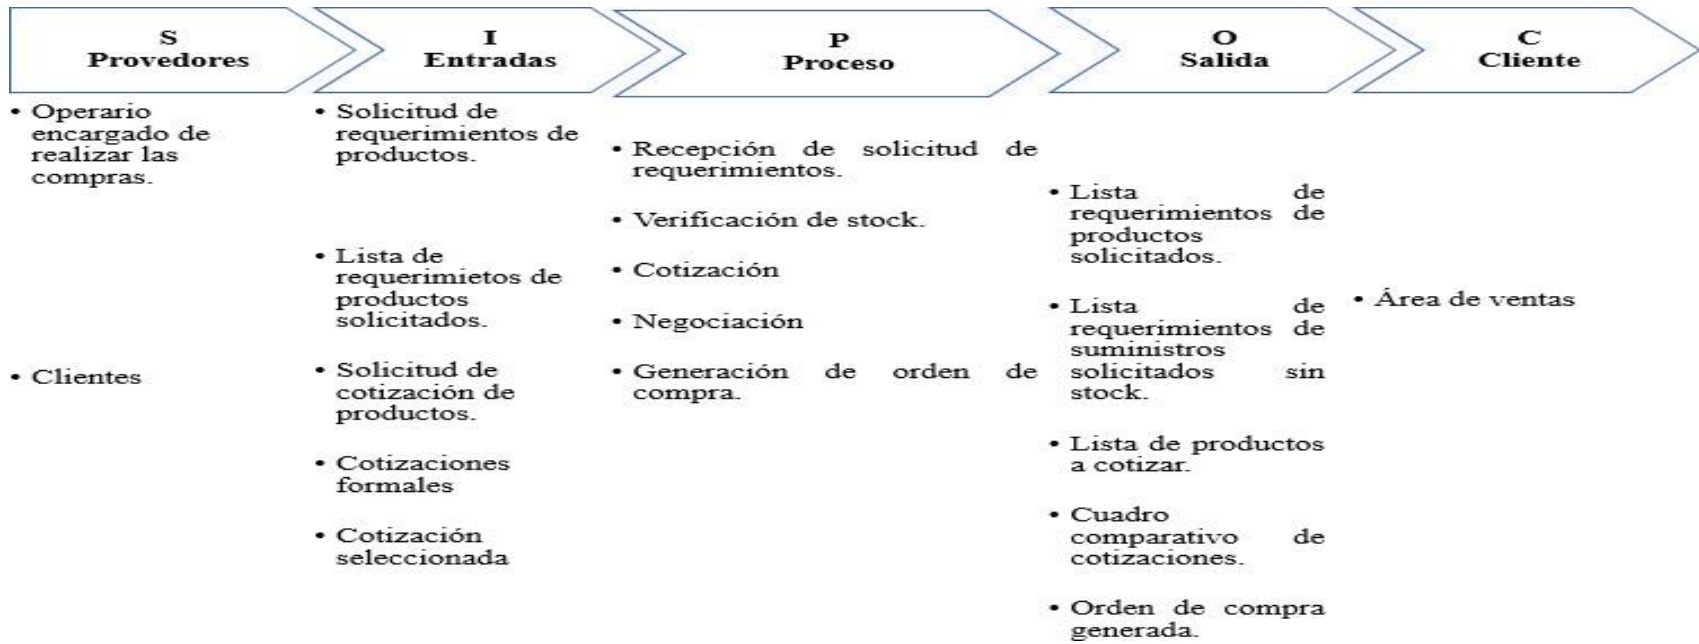 S
Provedores
I
Entradas
P
Proceso
O
Salida
C
Cliente
• Operario
encargado de
realizar las
compras.
• Clientes
• Solicitud de
requerimientos de
productos.
• Lista de
requerimietos de
productos
solicitados.
• Solicitud de
cotización de
productos.
• Cotizaciones
formales
• Cotización
seleccionada
• Recepción de solicitud de
requerimientos.
• Verificación de stock.
• Cotización
• Negociación
• Generación de orden de
compra.
• Lista de
requerimientos de
productos
solicitados.
• Lista de
requerimientos de
suministros
solicitados sin
stock.
• Lista de productos
a cotizar.
• Cuadro
comparativo de
cotizaciones.
• Orden de compra
generada.
• Área de ventas